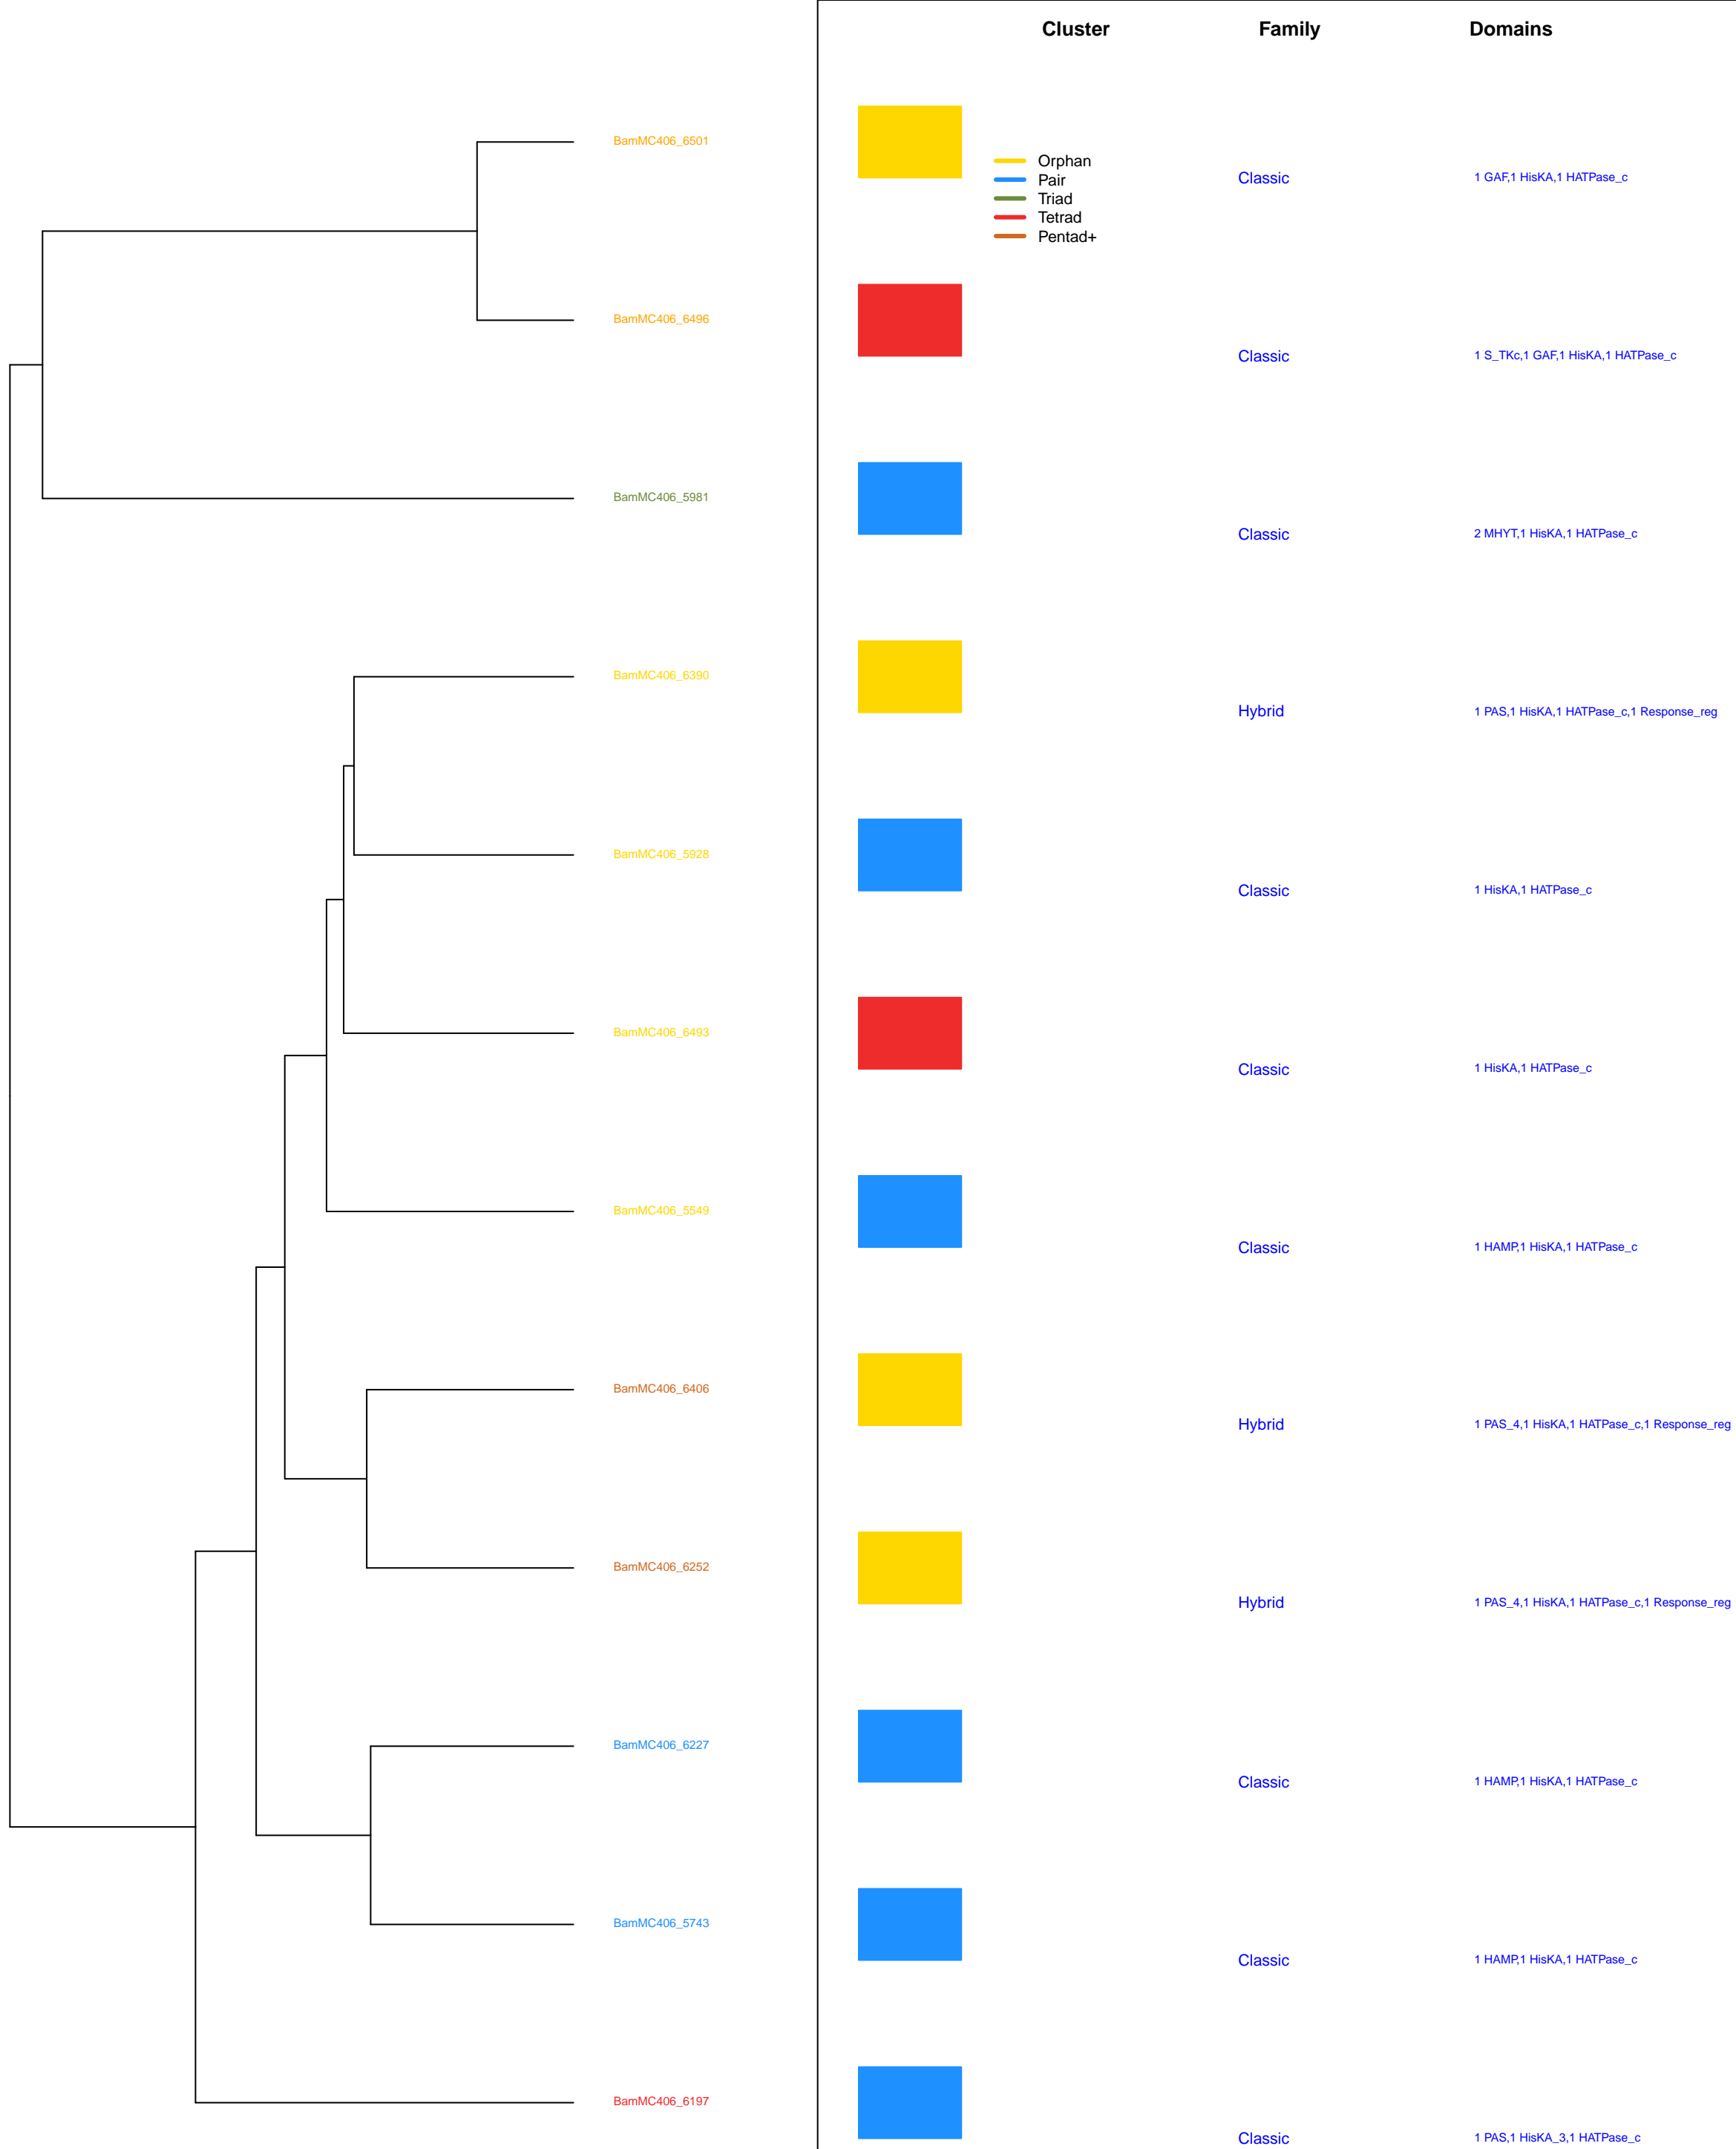 Cluster Family Domains
BamMC406_6501
Orphan
Pair
Triad
Tetrad
Pentad+
Classic 1 GAF,1 HisKA,1 HATPase_c
BamMC406_6496
Classic 1 S_TKc,1 GAF,1 HisKA,1 HATPase_c
BamMC406_5981
Classic 2 MHYT,1 HisKA,1 HATPase_c
BamMC406_6390
Hybrid 1 PAS,1 HisKA,1 HATPase_c,1 Response_reg
BamMC406_5928
Classic 1 HisKA,1 HATPase_c
BamMC406_6493
Classic 1 HisKA,1 HATPase_c
BamMC406_5549
Classic 1 HAMP,1 HisKA,1 HATPase_c
BamMC406_6406
Hybrid 1 PAS_4,1 HisKA,1 HATPase_c,1 Response_reg
BamMC406_6252
Hybrid 1 PAS_4,1 HisKA,1 HATPase_c,1 Response_reg
BamMC406_6227
Classic 1 HAMP,1 HisKA,1 HATPase_c
BamMC406_5743
Classic 1 HAMP,1 HisKA,1 HATPase_c
BamMC406_6197
Classic 1 PAS,1 HisKA_3,1 HATPase_c